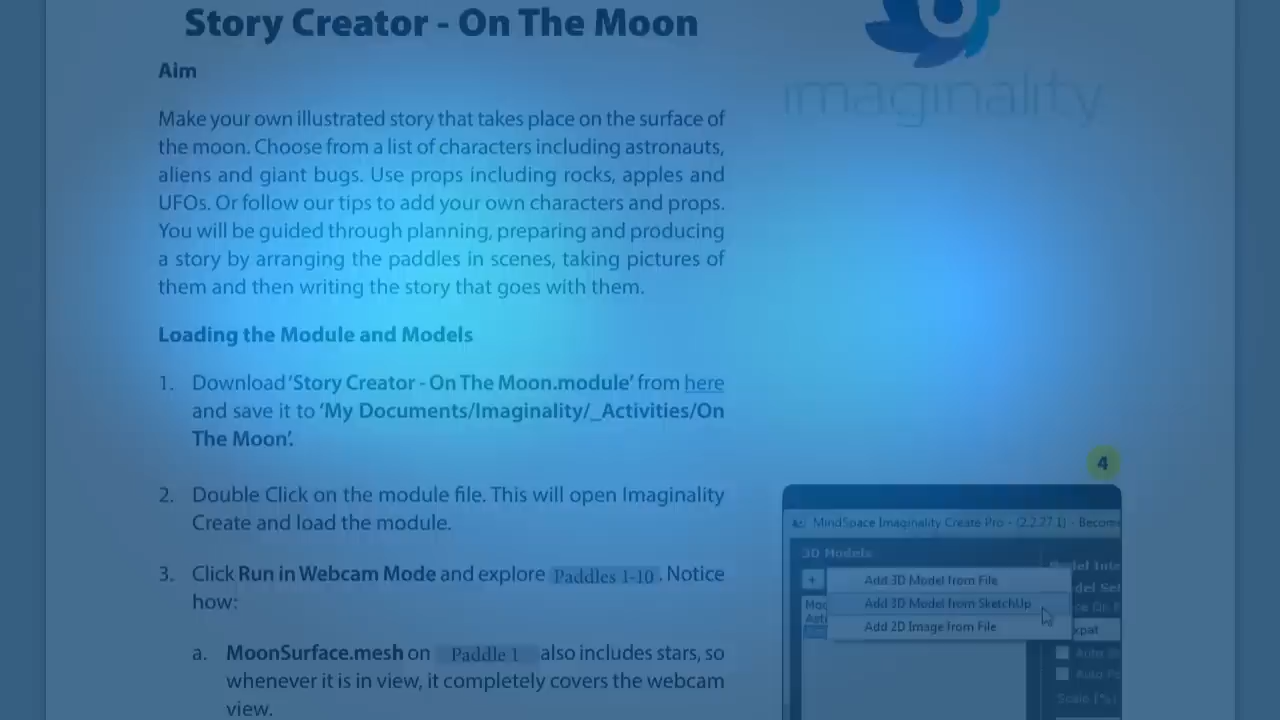 Story Creator - On The Moon
imaginality
Aim
Make your own illustrated story that takes place on the surface of
the moon. Choose from a list of characters including astronauts,
aliens and giant bugs. Use props including rocks, apples and
UFOs. Or follow our tips to add your own characters and props.
You will be guided through planning, preparing and producing
a story by arranging the paddles in scenes, taking pictures of
them and then writing the story that goes with them.
Loading the Module and Models
1. Download 'Story Creator - On The Moon.module' from here
and save it to 'My Documents/Imaginality/_Activities/On
The Moon'.
2. Double Click on the module file. This will open Imaginality
Create and load the module.
3. Click Run in Webcam Mode and explore Paddles 1-10. Notice
how:
a. MoonSurface.mesh on Paddle 1 also includes stars, so
whenever it is in view, it completely covers the webcam
view.
4
MindSpace Imaginality Create Pro - (2.2.27.1) - Become
3D Models
+
Add 3D Model from File
Add 3D Model from SketchUp
Add 2D Image from File
Scale [%]